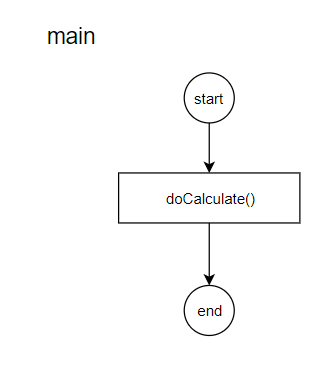 main
start
doCalculate()
end